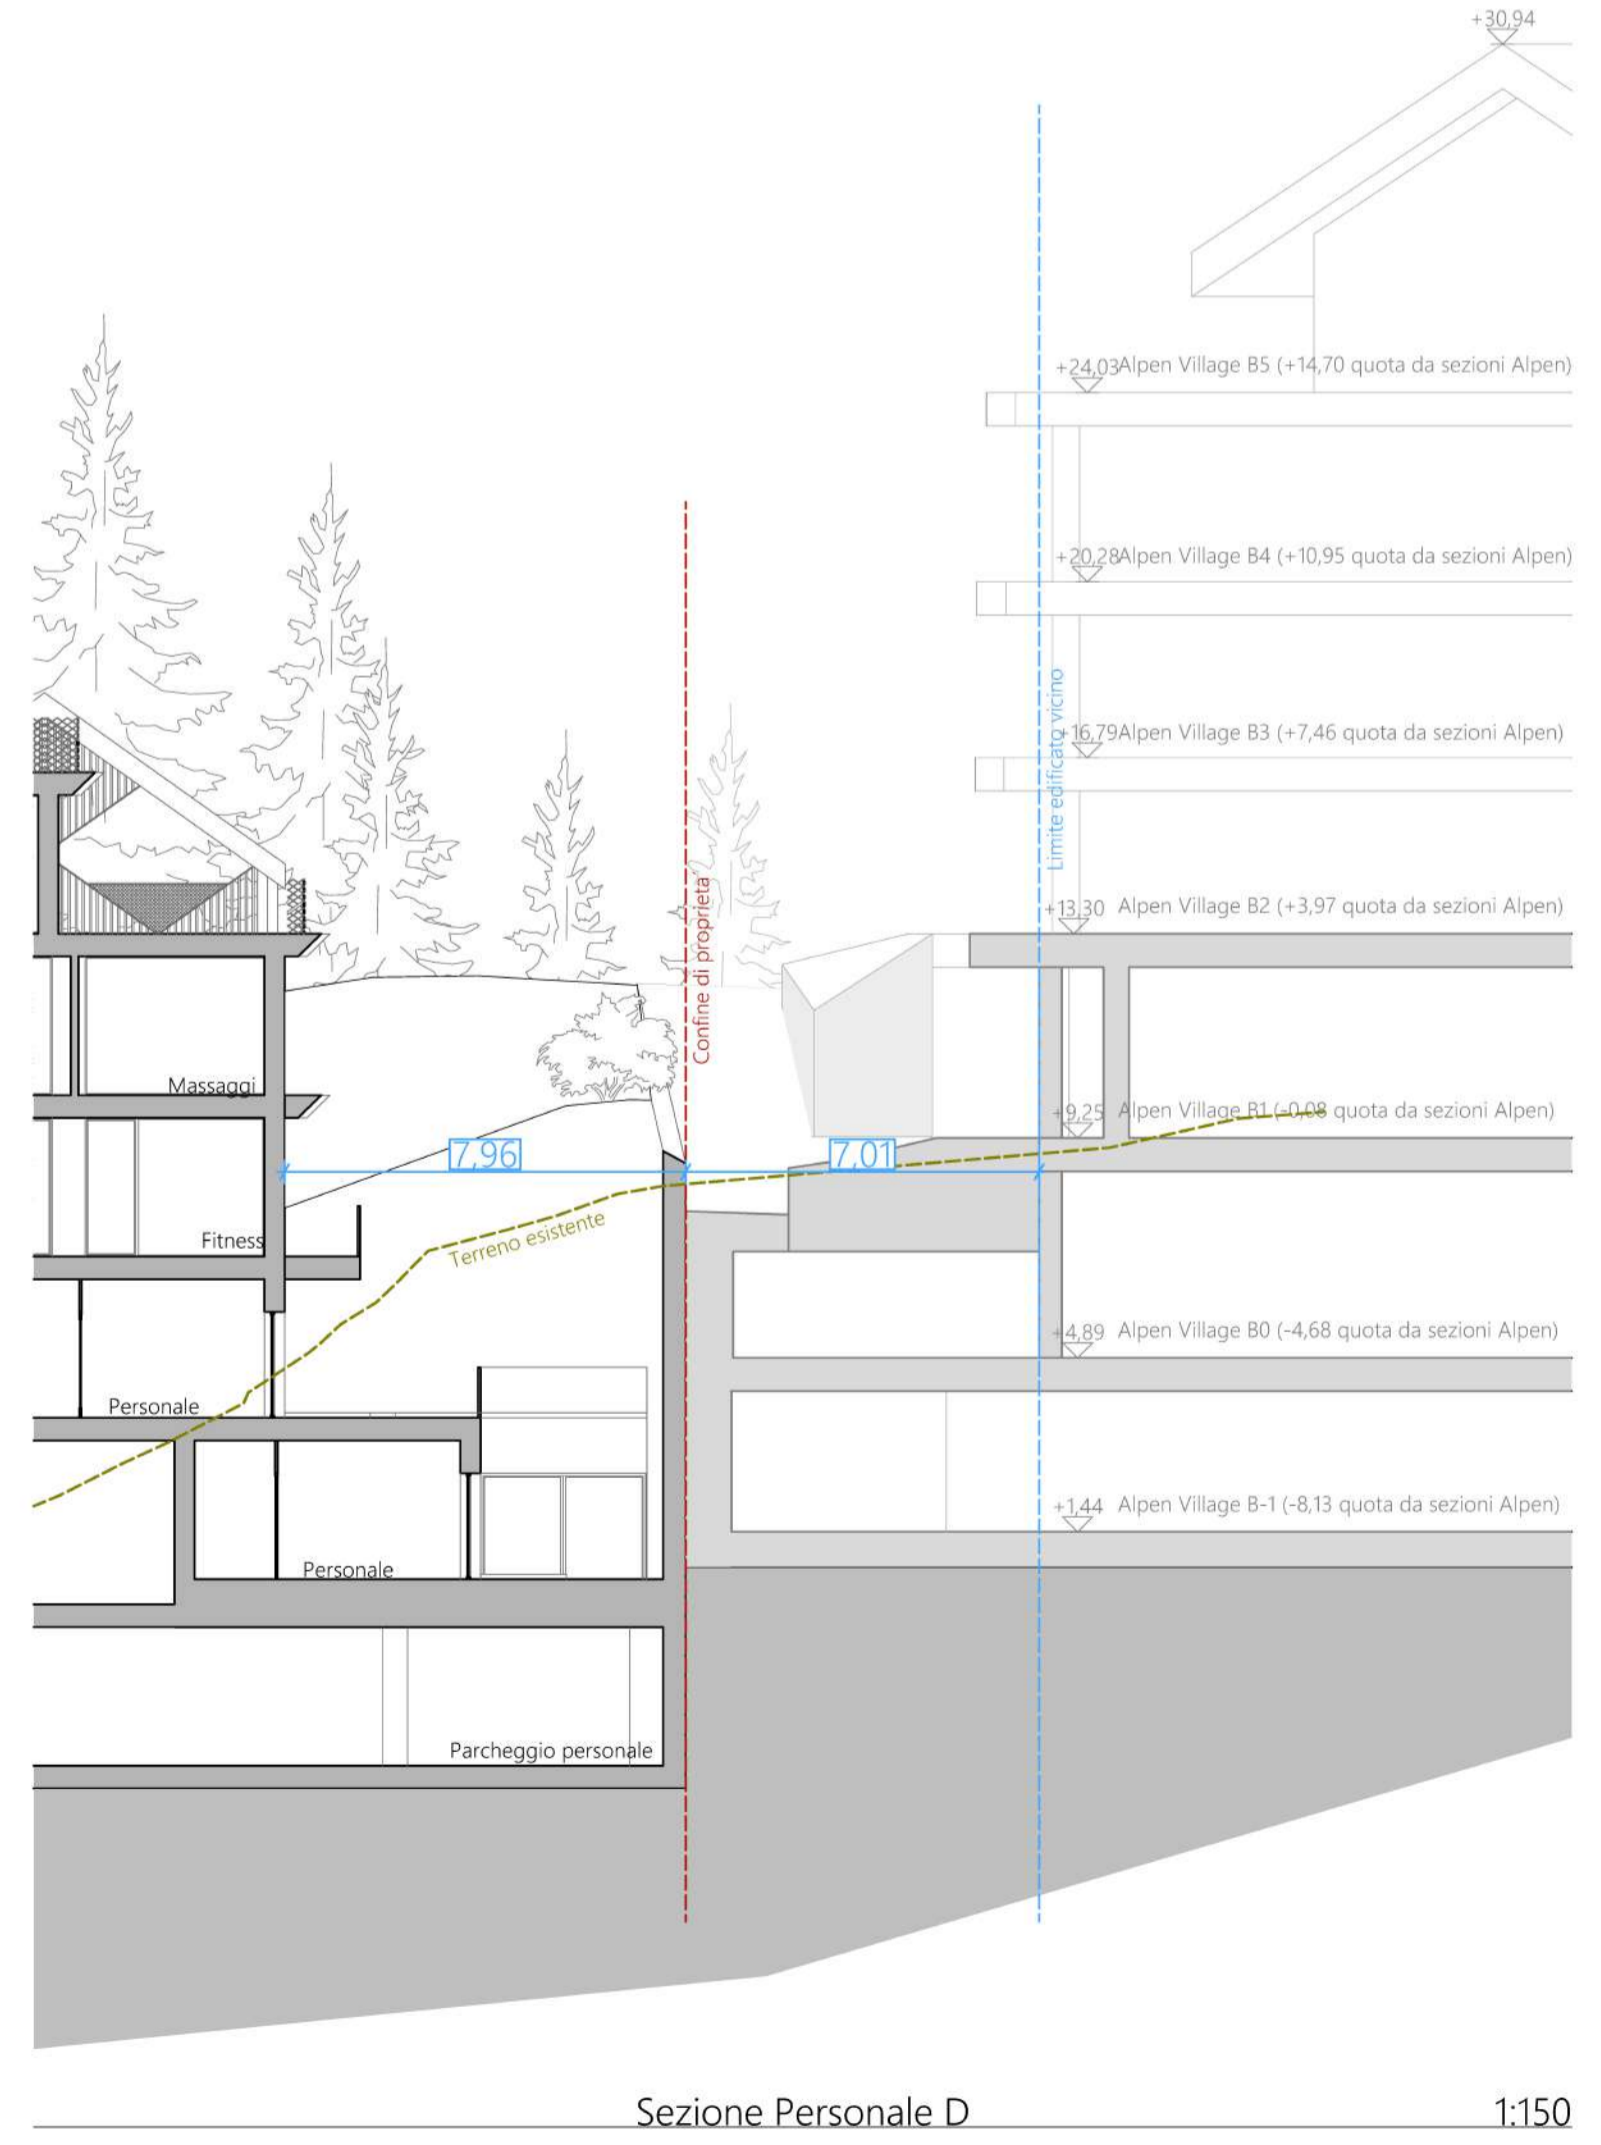 +30,94
+24,03 Alpen Village B5 (+14,70 quota da sezioni Alpen)
+20,28 Alpen Village B4 (+10,95 quota da sezioni Alpen)
Limite edificato vicino
+16,79 Alpen Village B3 (+7,46 quota da sezioni Alpen)
Confine di proprieta'
+13,30 Alpen Village B2 (+3,97 quota da sezioni Alpen)
Massaggi
+9,25 Alpen Village B1 (-0,08 quota da sezioni Alpen)
7,96
7,01
Fitness
Terreno esistente
+4,89 Alpen Village B0 (-4,68 quota da sezioni Alpen)
Personale
+1,44 Alpen Village B-1 (-8,13 quota da sezioni Alpen)
Personale
Parcheggio personale
Sezione Personale D
1:150